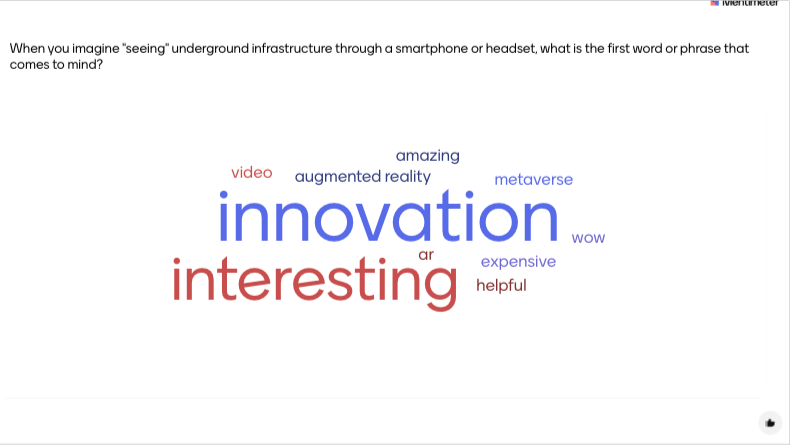 Mentimeter
When you imagine "seeing" underground infrastructure through a smartphone or headset, what is the first word or phrase that
comes to mind?
amazing
video
augmented reality
metaverse
innovation
wow
ar
expensive
interesting
helpful